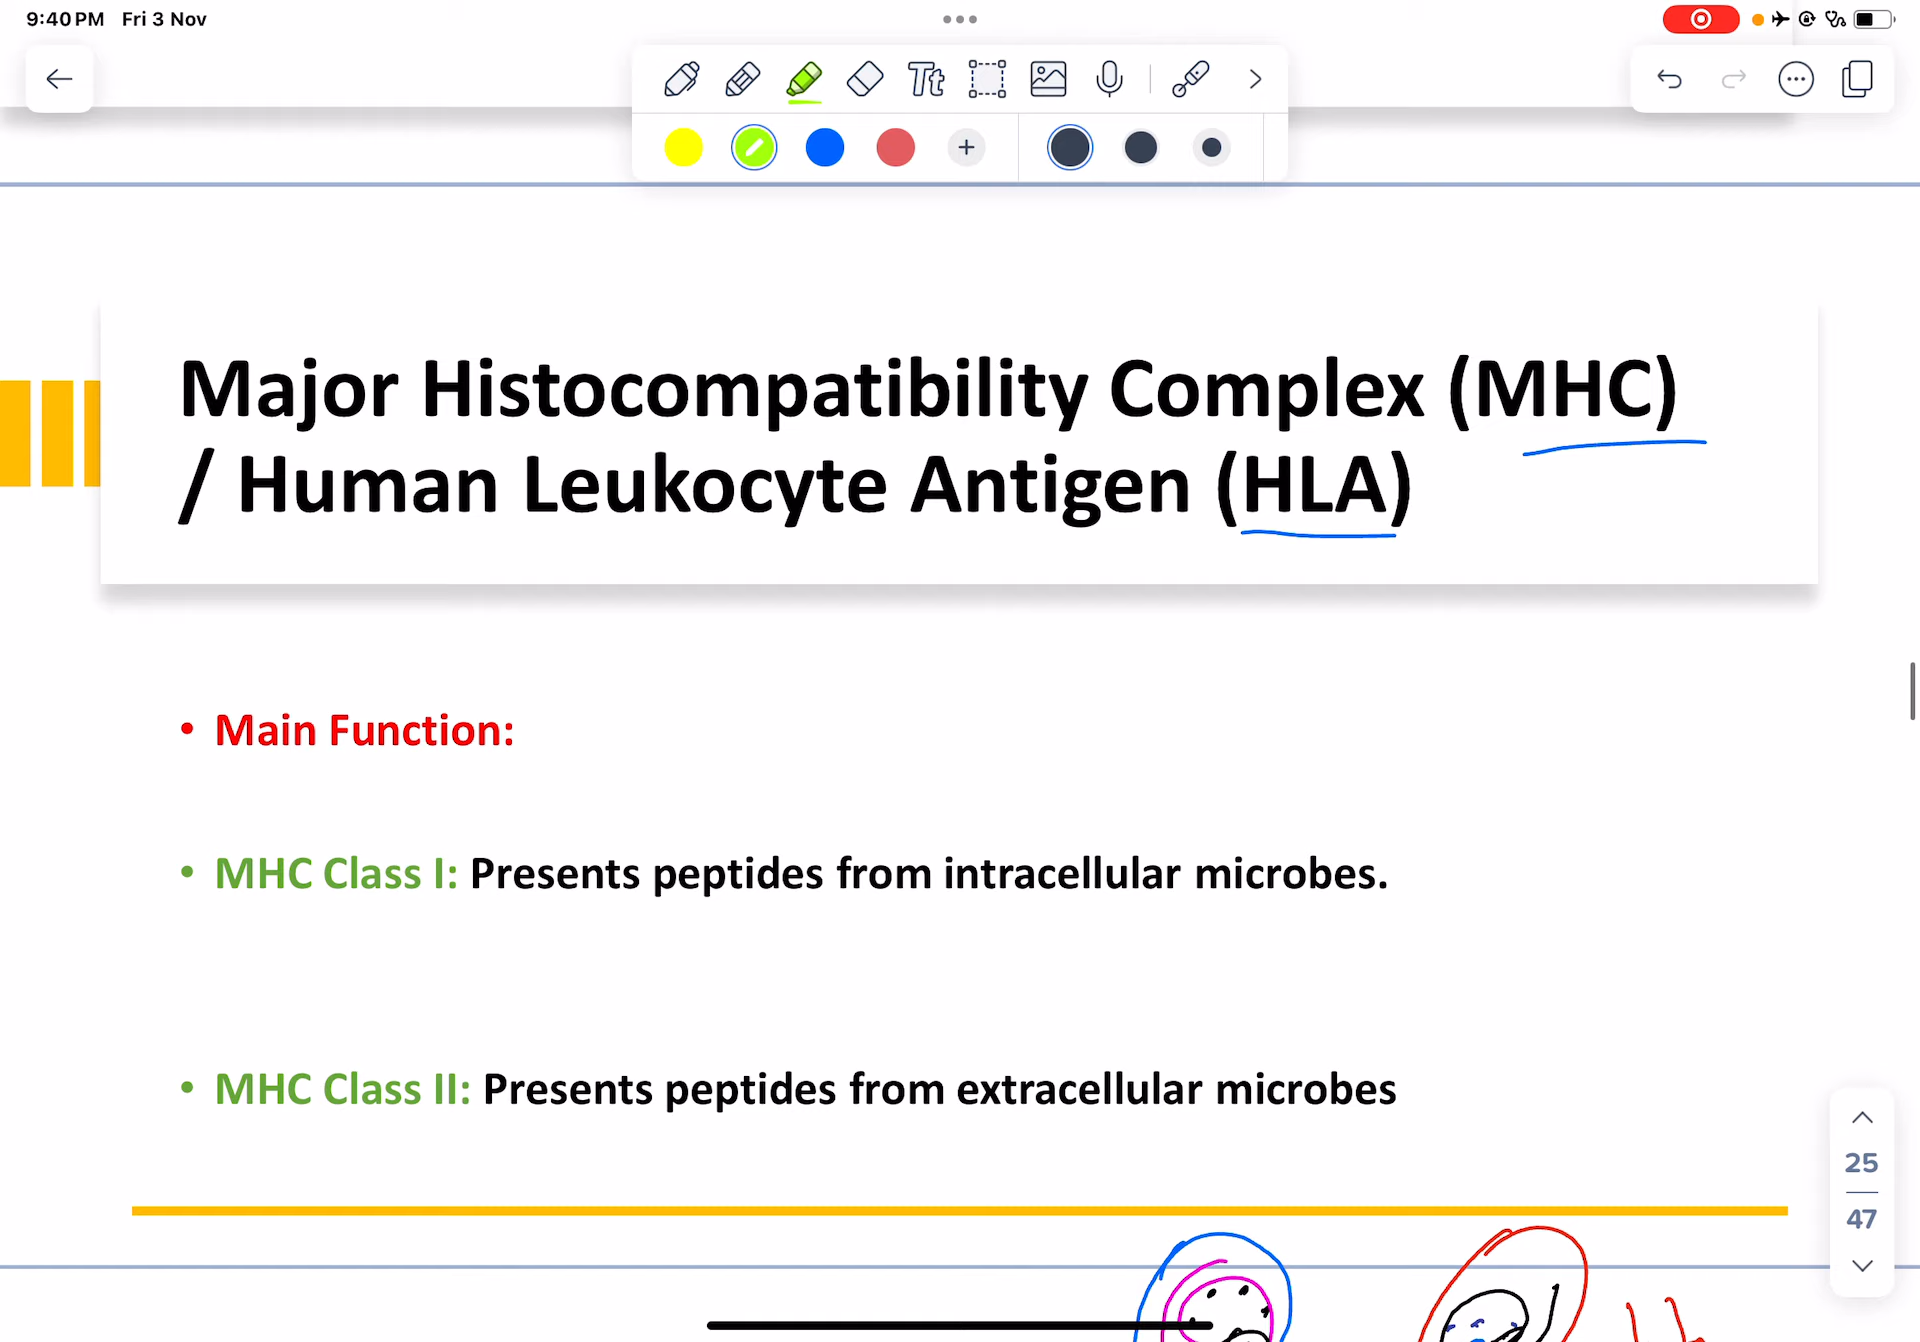 9:40 PM Fri 3 Nov
Tt
Major Histocompatibility Complex (MHC)
/ Human Leukocyte Antigen (HLA)
• Main Function:
• MHC Class I: Presents peptides from intracellular microbes.
• MHC Class II: Presents peptides from extracellular microbes
25
47